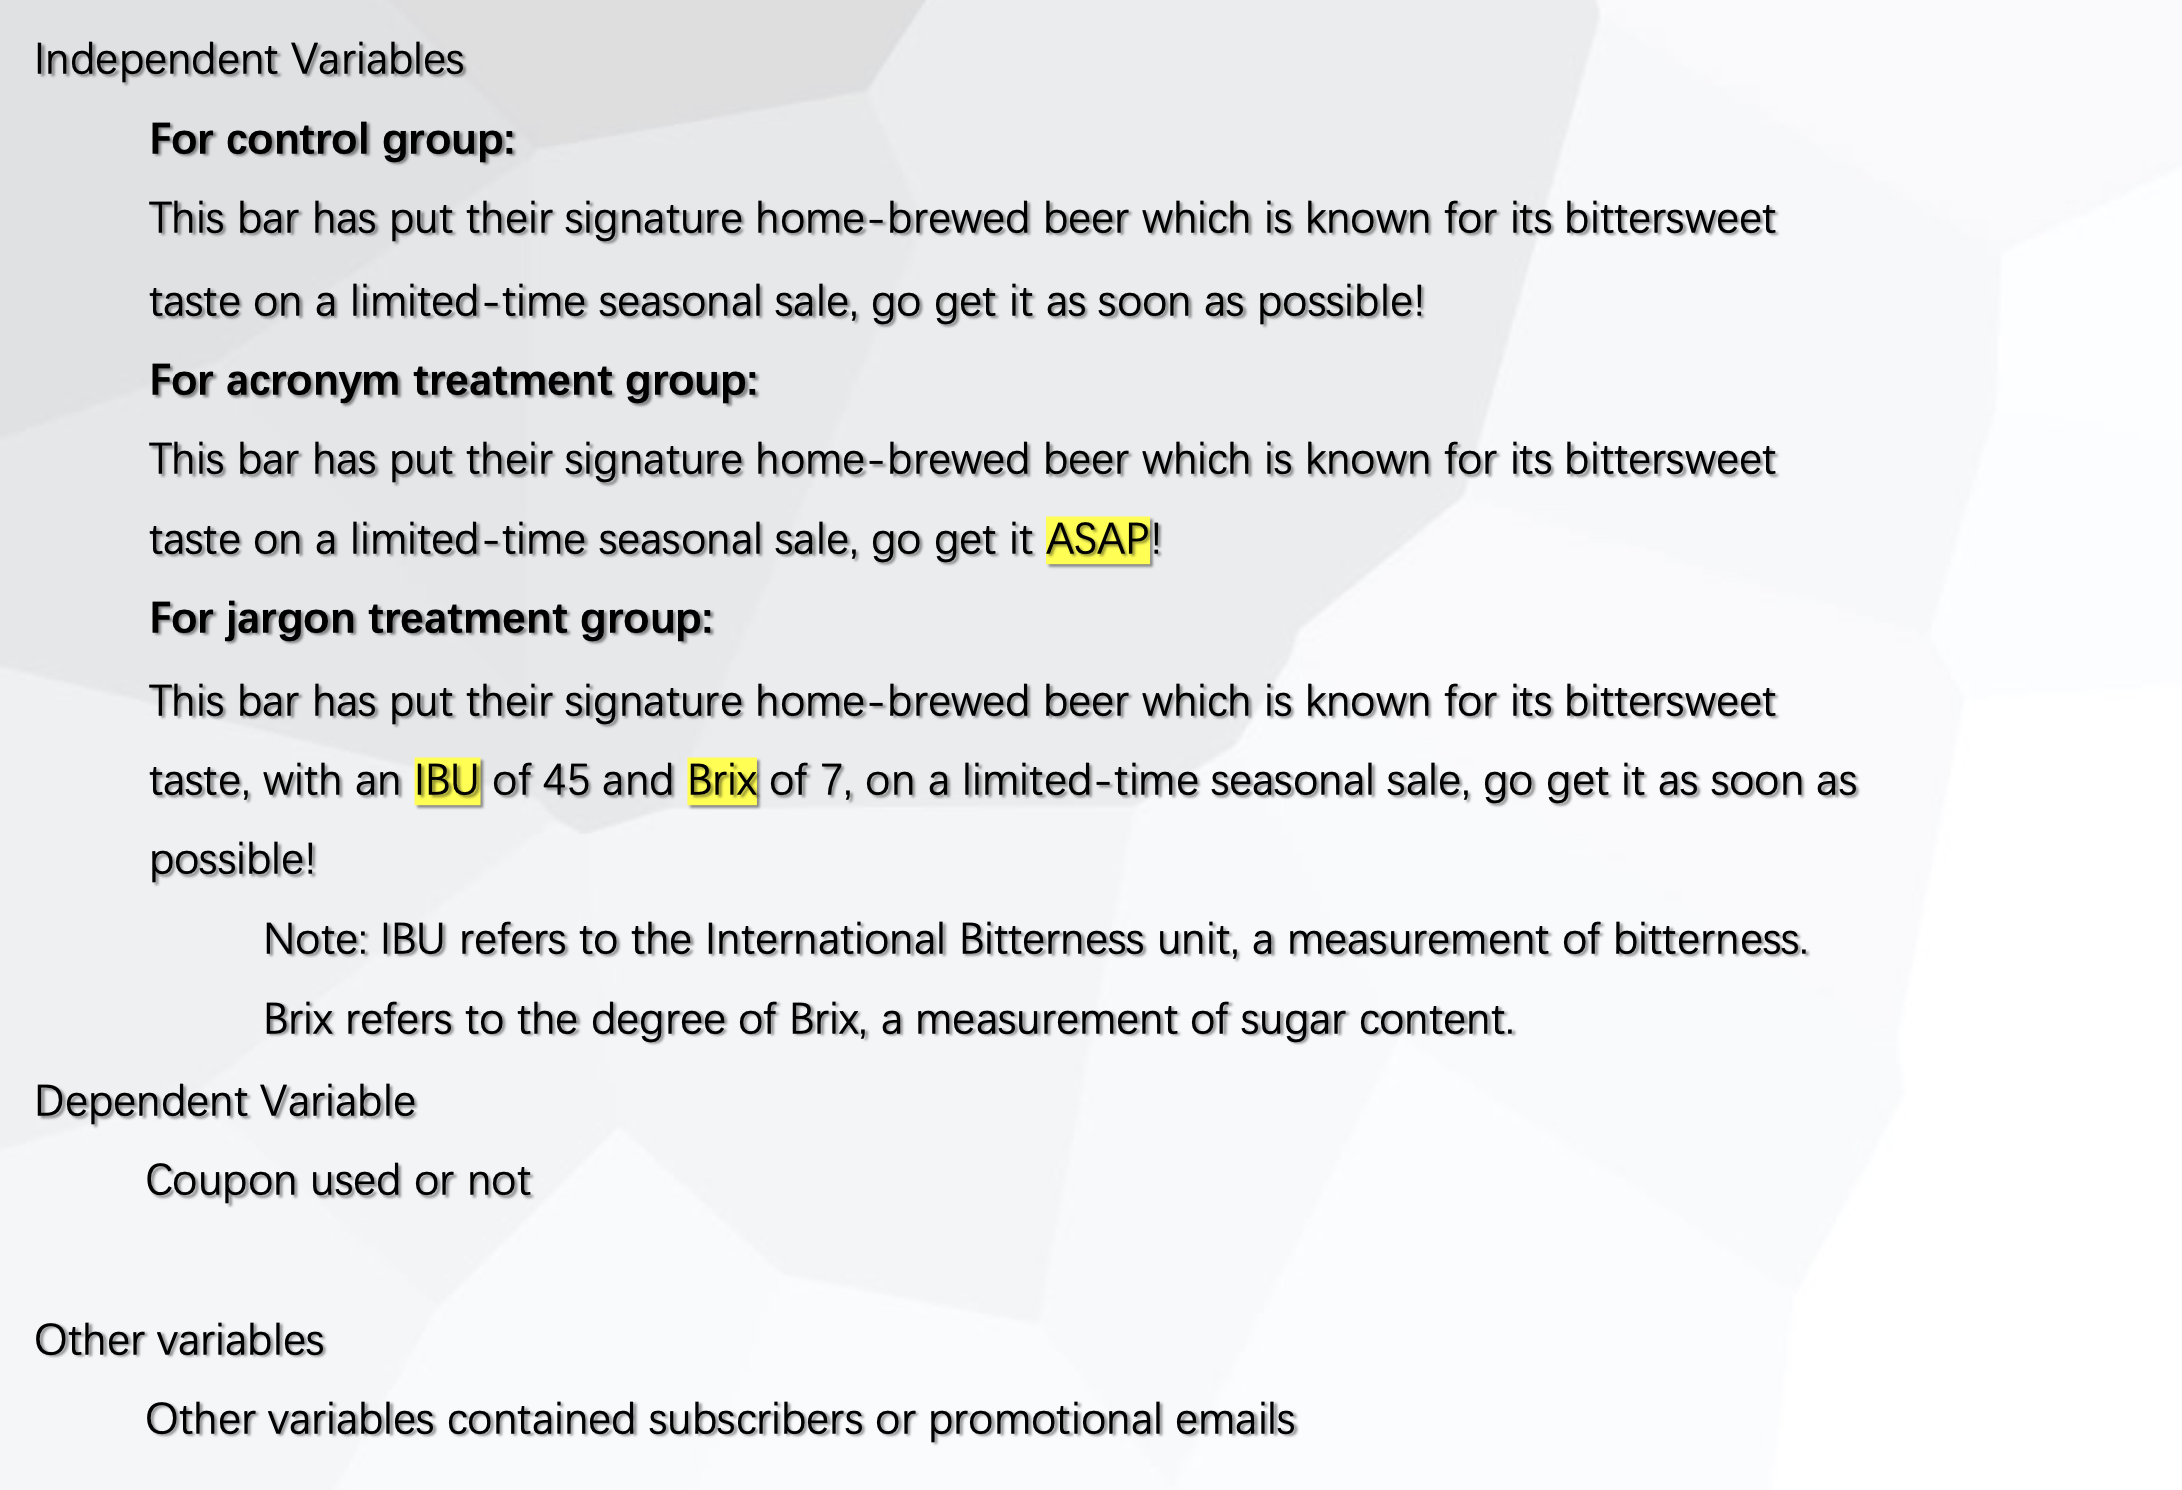 Independent Variables
For control group:
This bar has put their signature home-brewed beer which is known for its bittersweet
taste on a limited-time seasonal sale, go get it as soon as possible!
For acronym treatment group:
This bar has put their signature home-brewed beer which is known for its bittersweet
taste on a limited-time seasonal sale, go get it ASAP!
For jargon treatment group:
This bar has put their signature home-brewed beer which is known for its bittersweet
taste, with an IBU of 45 and Brix of 7, on a limited-time seasonal sale, go get it as soon as
possible!
Note: IBU refers to the International Bitterness unit, a measurement of bitterness.
Brix refers to the degree of Brix, a measurement of sugar content.
Dependent Variable
Coupon used or not
Other variables
Other variables contained subscribers or promotional emails